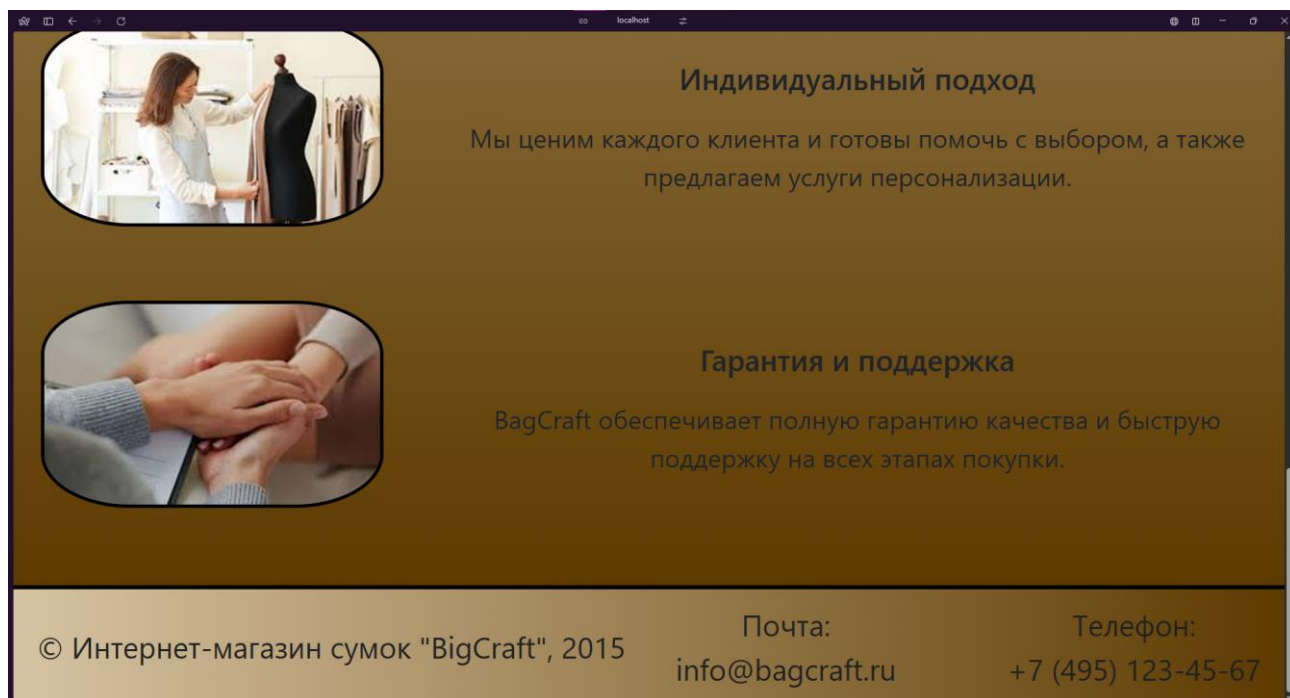 localhost
Индивидуальный подход
Мы ценим каждого клиента и готовы помочь с выбором, а также
предлагаем услуги персонализации.
Гарантия и поддержка
BagCraft обеспечивает полную гарантию качества и быструю
поддержку на всех этапах покупки.
© Интернет-магазин сумок "BigCraft", 2015
Почта:
info@bagcraft.ru
Телефон:
+7 (495) 123-45-67